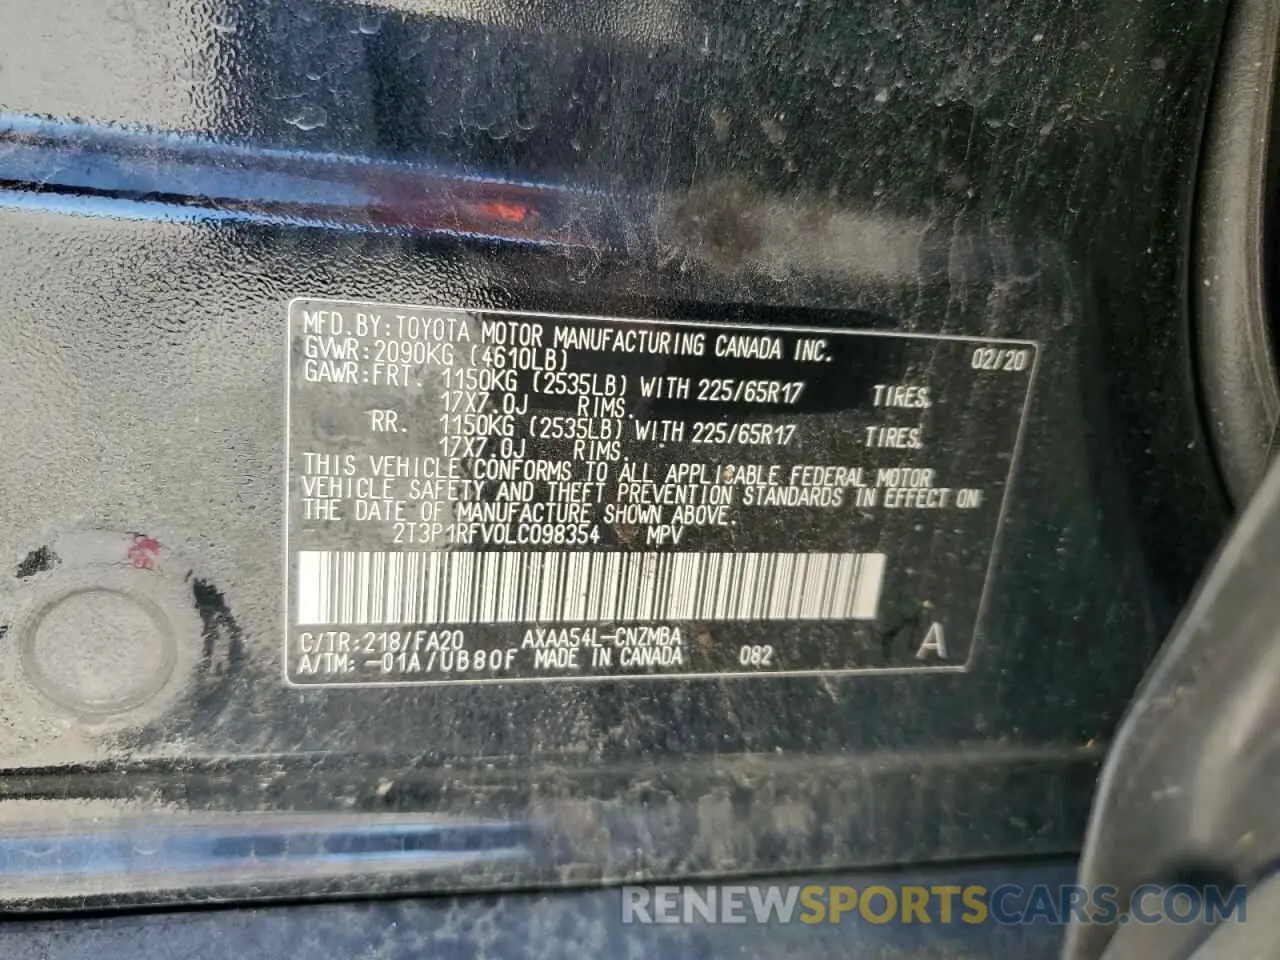 MFD.BY:TOYOTA MOTOR MANUFACTURING CANADA INC. 02/20
GVWR:2090KG (4610LB)
GAWR:FRT. 1150KG (2535LB) WITH 225/65R17 TIRES,
17X7.0J RIMS.
RR. 1150KG (2535LB) WITH 225/65R17 TIRES,
17X7.0J RIMS.
THIS VEHICLE CONFORMS TO ALL APPLICABLE FEDERAL MOTOR
VEHICLE SAFETY AND THEFT PREVENTION STANDARDS IN EFFECT ON
THE DATE OF MANUFACTURE SHOWN ABOVE.
2T3P1RFV0LC098354 MPV
C/TR:218/FA20 AXAA54L-CNZMBA
A/TM:-01A/UB80F MADE IN CANADA 082 A
RENEWSPORTSCARS.COM